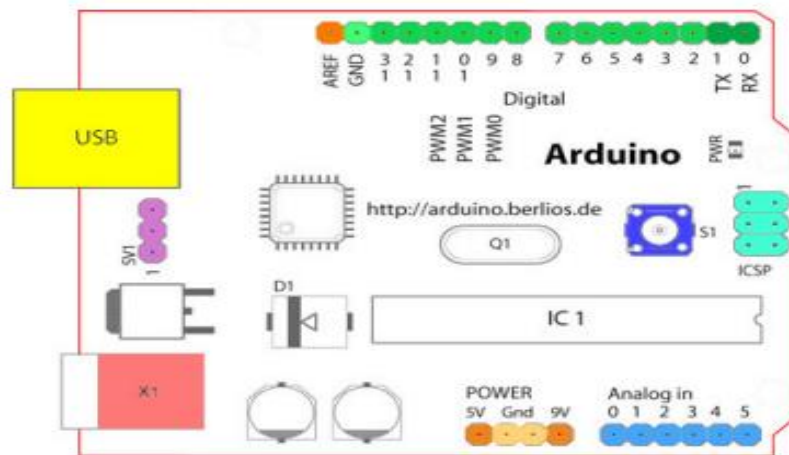 AREF
GND
13
12
11
10
9
8
7
6
5
4
3
2
1
0
TX
RX
Digital
USB
PWM2
PWM1
PWM0
Arduino
PWR
http://arduino.berlios.de
Q1
S1
1
ICSP
SV1
1
D1
IC 1
X1
POWER
5V Gnd 9V
Analog in
0 1 2 3 4 5